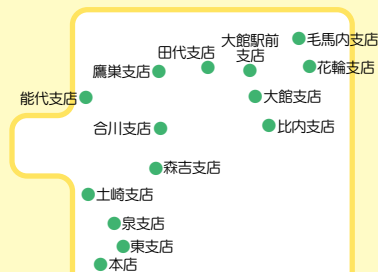 毛馬内支店
大館駅前
支店
田代支店
花輪支店
鷹巣支店
能代支店
大館支店
合川支店
比内支店
森吉支店
土崎支店
泉支店
東支店
本店